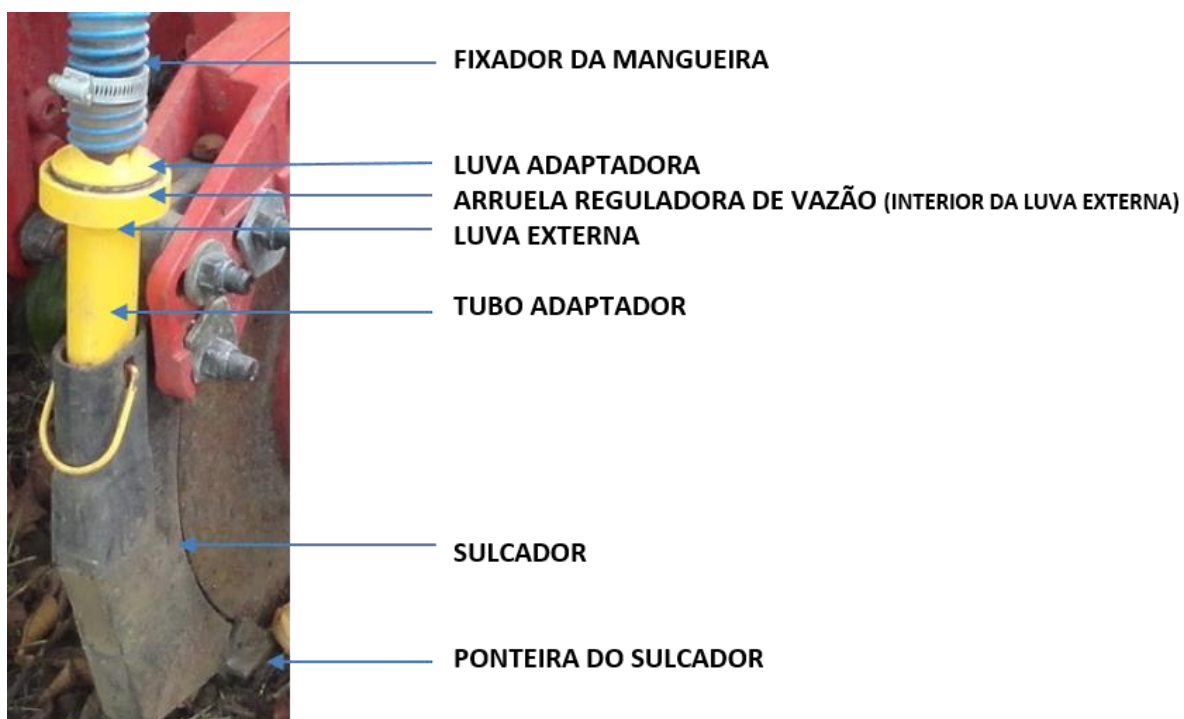 FIXADOR DA MANGUEIRA
LUVA ADAPTADORA
ARRUELA REGULADORA DE VAZÃO (INTERIOR DA LUVA EXTERNA)
LUVA EXTERNA
TUBO ADAPTADOR
SULCADOR
PONTEIRA DO SULCADOR